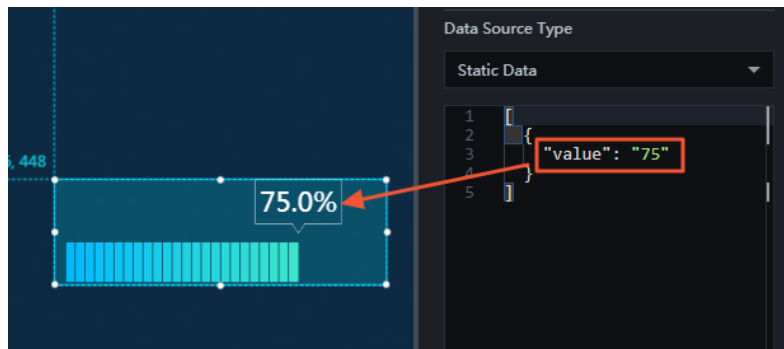 Data Source Type
Static Data
1 [
2 {
3 "value": "75"
4 }
5 ]
, 448
75.0%